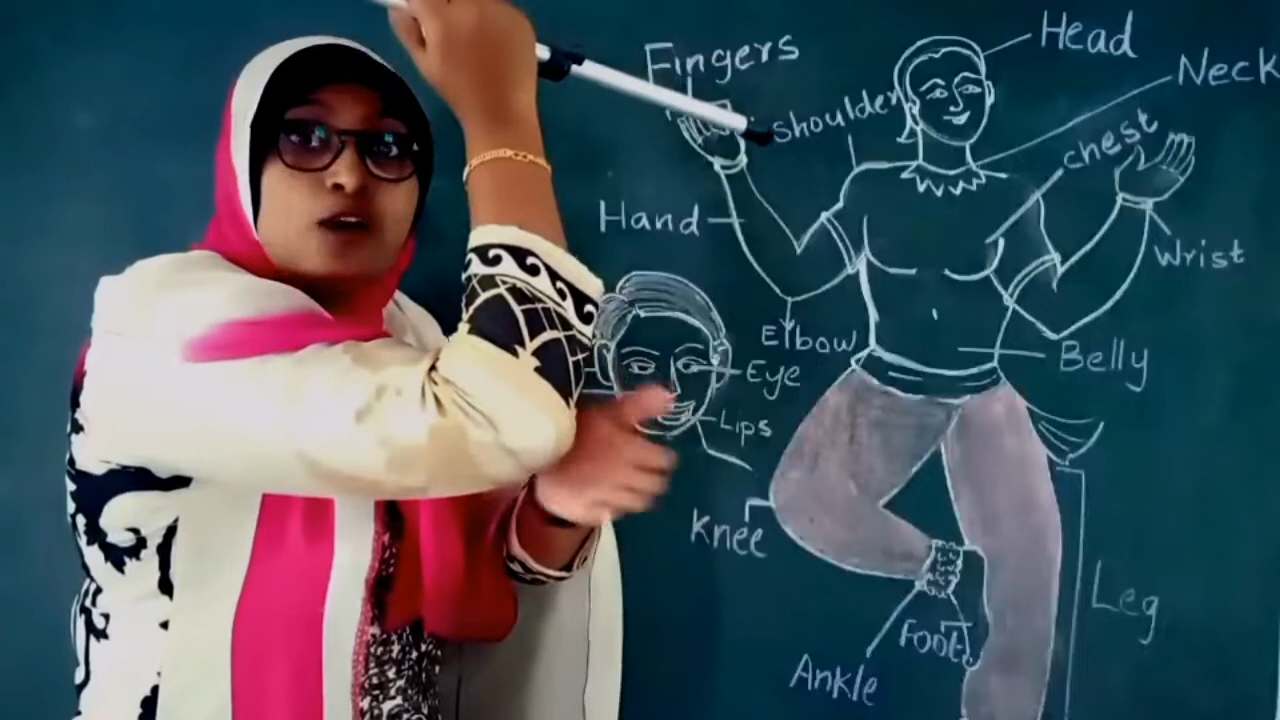 Head
Fingers
Neck
shoulder
chest
Hand
Wrist
Elbow
Belly
Eye
Lips
Knee
Leg
Foot
Ankle